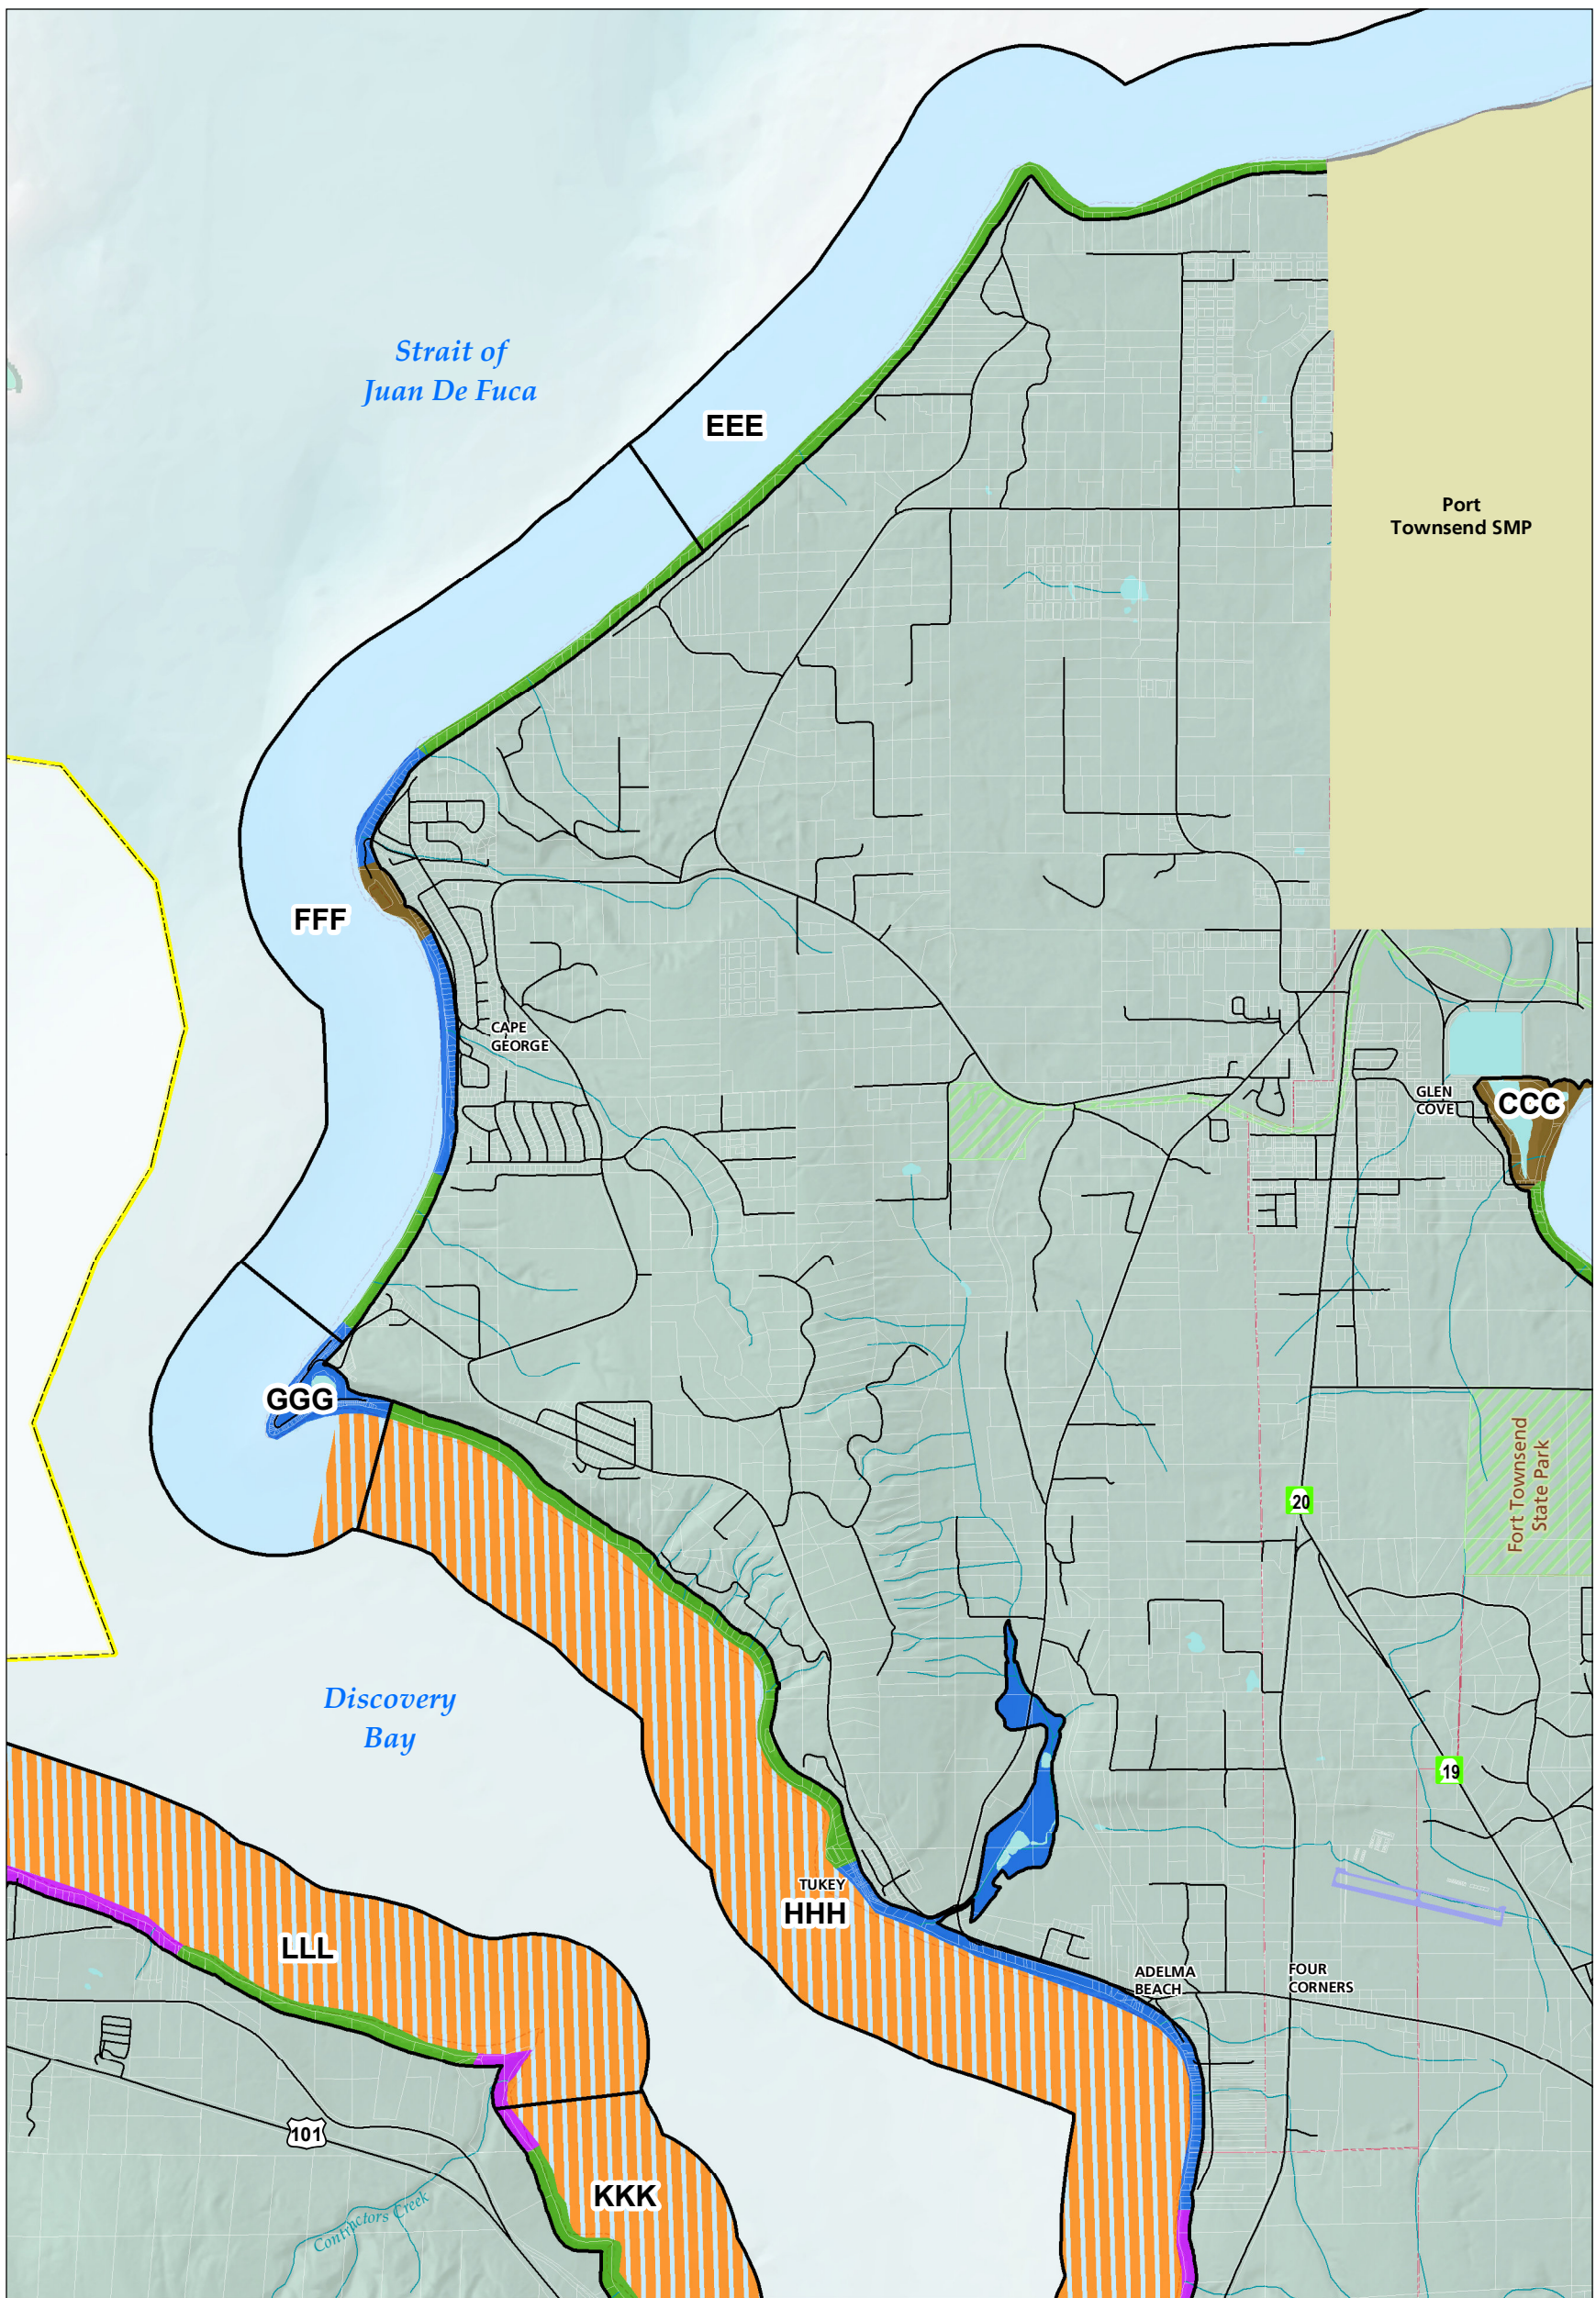 Strait of
Juan De Fuca
EEE
Port
Townsend SMP
FFF
CAPE
GEORGE
GLEN
COVE
CCC
GGG
Fort Townsend
State Park
20
Discovery
Bay
19
TUKEY
HHH
LLL
ADELMA
BEACH
FOUR
CORNERS
101
KKK
Contractors Creek